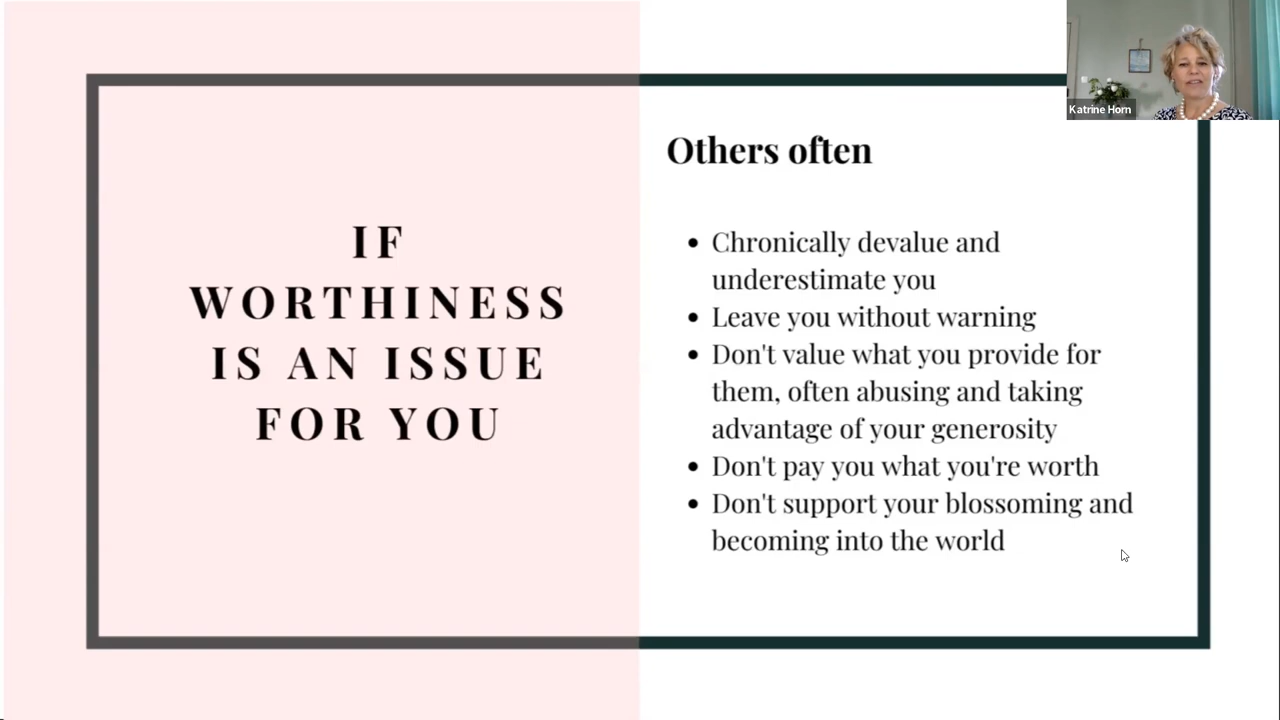 IF
WORTHINESS
IS AN ISSUE
FOR YOU
Others often
• Chronically devalue and
underestimate you
• Leave you without warning
• Don't value what you provide for
them, often abusing and taking
advantage of your generosity
• Don't pay you what you're worth
• Don't support your blossoming and
becoming into the world
Katrine Horn